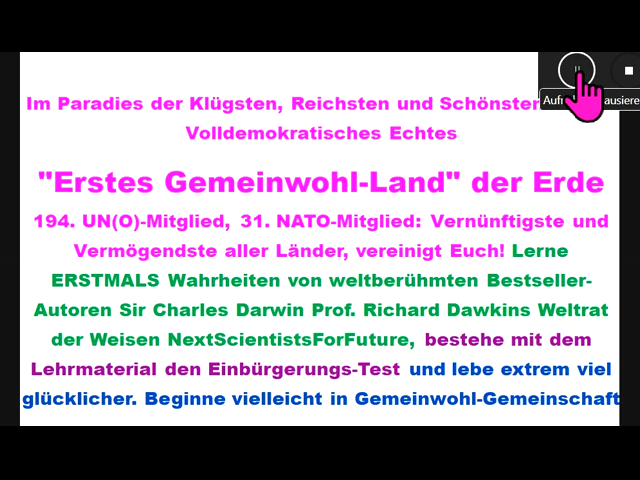 Im Paradies der Klügsten, Reichsten und Schönsten
Volldemokratisches Echtes
"Erstes Gemeinwohl-Land" der Erde
194. UN(O)-Mitglied, 31. NATO-Mitglied: Vernünftigste und
Vermögendste aller Länder, vereinigt Euch! Lerne
ERSTMALS Wahrheiten von weltberühmten Bestseller-
Autoren Sir Charles Darwin Prof. Richard Dawkins Weltrat
der Weisen NextScientistsForFuture, bestehe mit dem
Lehrmaterial den Einbürgerungs-Test und lebe extrem viel
glücklicher. Beginne vielleicht in Gemeinwohl-Gemeinschaft